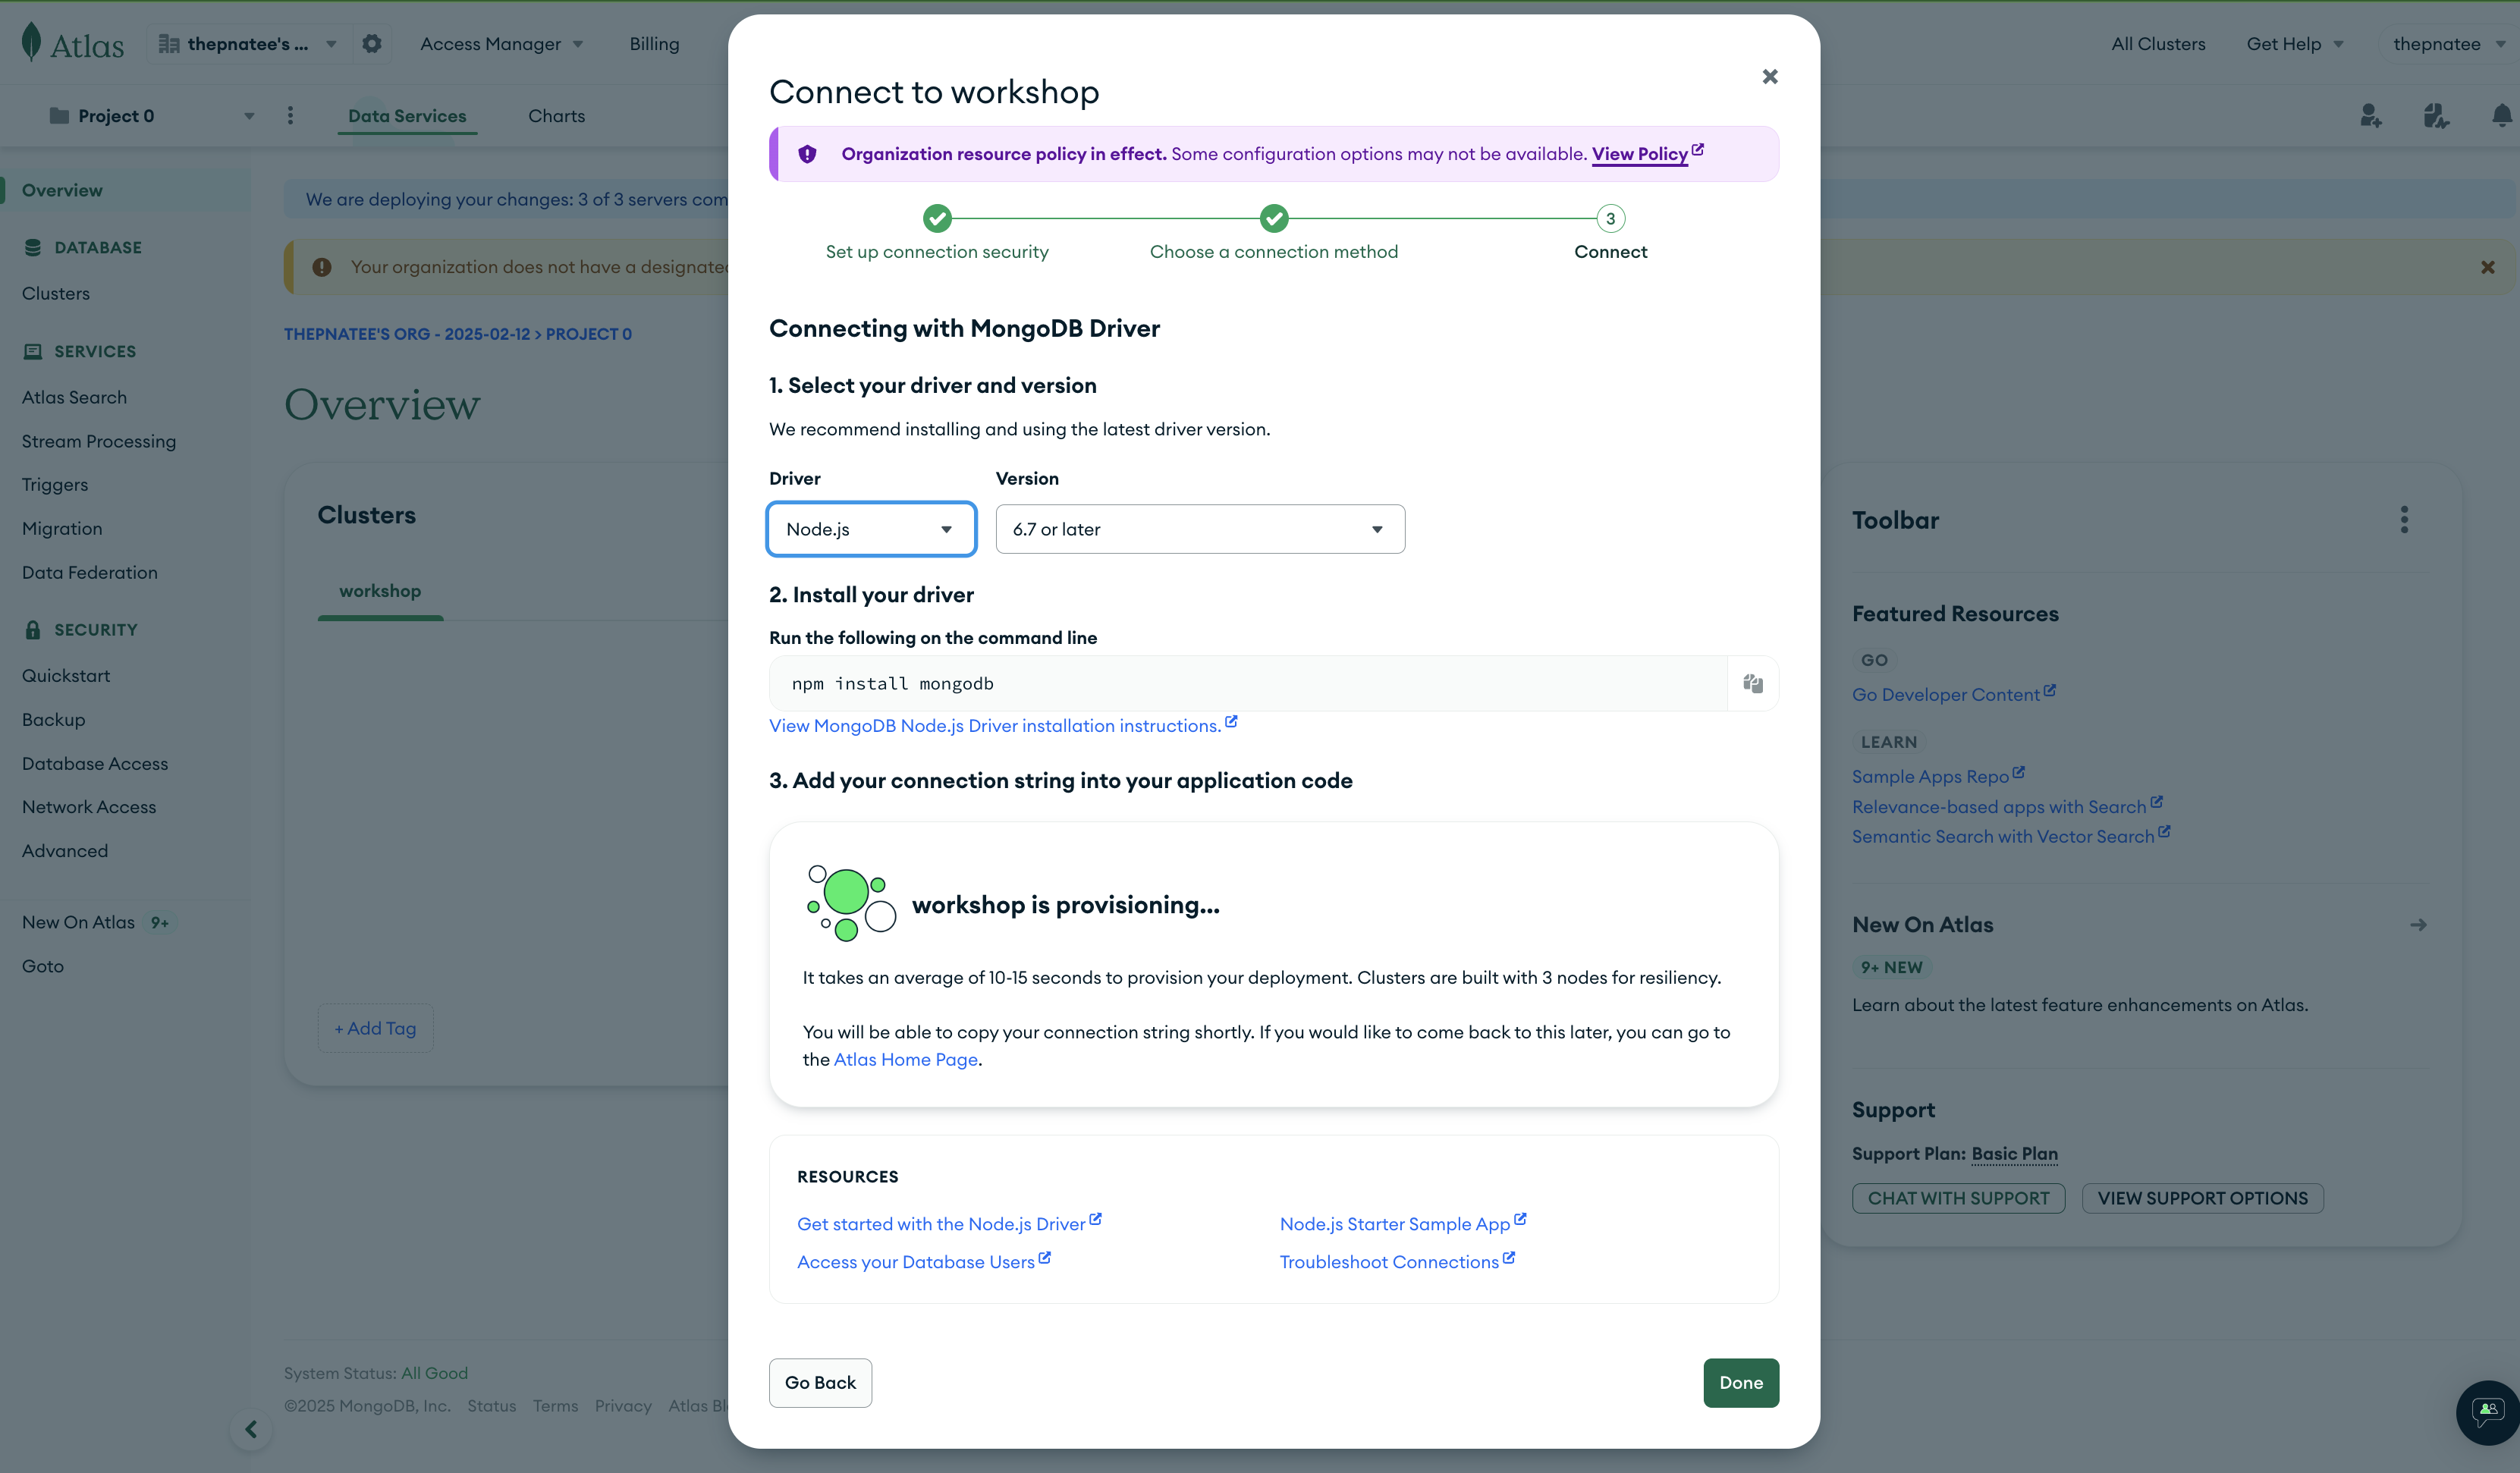 Atlas
thepnatee's ...
Access Manager
Billing
All Clusters
Get Help
thepnatee
Project 0
Data Services
Charts
Overview
DATABASE
Clusters
SERVICES
Atlas Search
Stream Processing
Triggers
Migration
Data Federation
SECURITY
Quickstart
Backup
Database Access
Network Access
Advanced
New On Atlas 9+
Goto
We are deploying your changes: 3 of 3 servers com
Your organization does not have a designated
THEPNATEE'S ORG - 2025-02-12 > PROJECT 0
Overview
Clusters
workshop
+ Add Tag
System Status: All Good
©2025 MongoDB, Inc. Status Terms Privacy Atlas Bl
Connect to workshop
Organization resource policy in effect. Some configuration options may not be available. View Policy
3
Set up connection security
Choose a connection method
Connect
Connecting with MongoDB Driver
1. Select your driver and version
We recommend installing and using the latest driver version.
Driver
Version
Node.js
6.7 or later
2. Install your driver
Run the following on the command line
npm install mongodb
View MongoDB Node.js Driver installation instructions.
3. Add your connection string into your application code
workshop is provisioning...
It takes an average of 10-15 seconds to provision your deployment. Clusters are built with 3 nodes for resiliency.
You will be able to copy your connection string shortly. If you would like to come back to this later, you can go to
the Atlas Home Page.
RESOURCES
Get started with the Node.js Driver
Node.js Starter Sample App
Access your Database Users
Troubleshoot Connections
Go Back
Done
Toolbar
Featured Resources
GO
Go Developer Content
LEARN
Sample Apps Repo
Relevance-based apps with Search
Semantic Search with Vector Search
New On Atlas
9+ NEW
Learn about the latest feature enhancements on Atlas.
Support
Support Plan: Basic Plan
CHAT WITH SUPPORT
VIEW SUPPORT OPTIONS